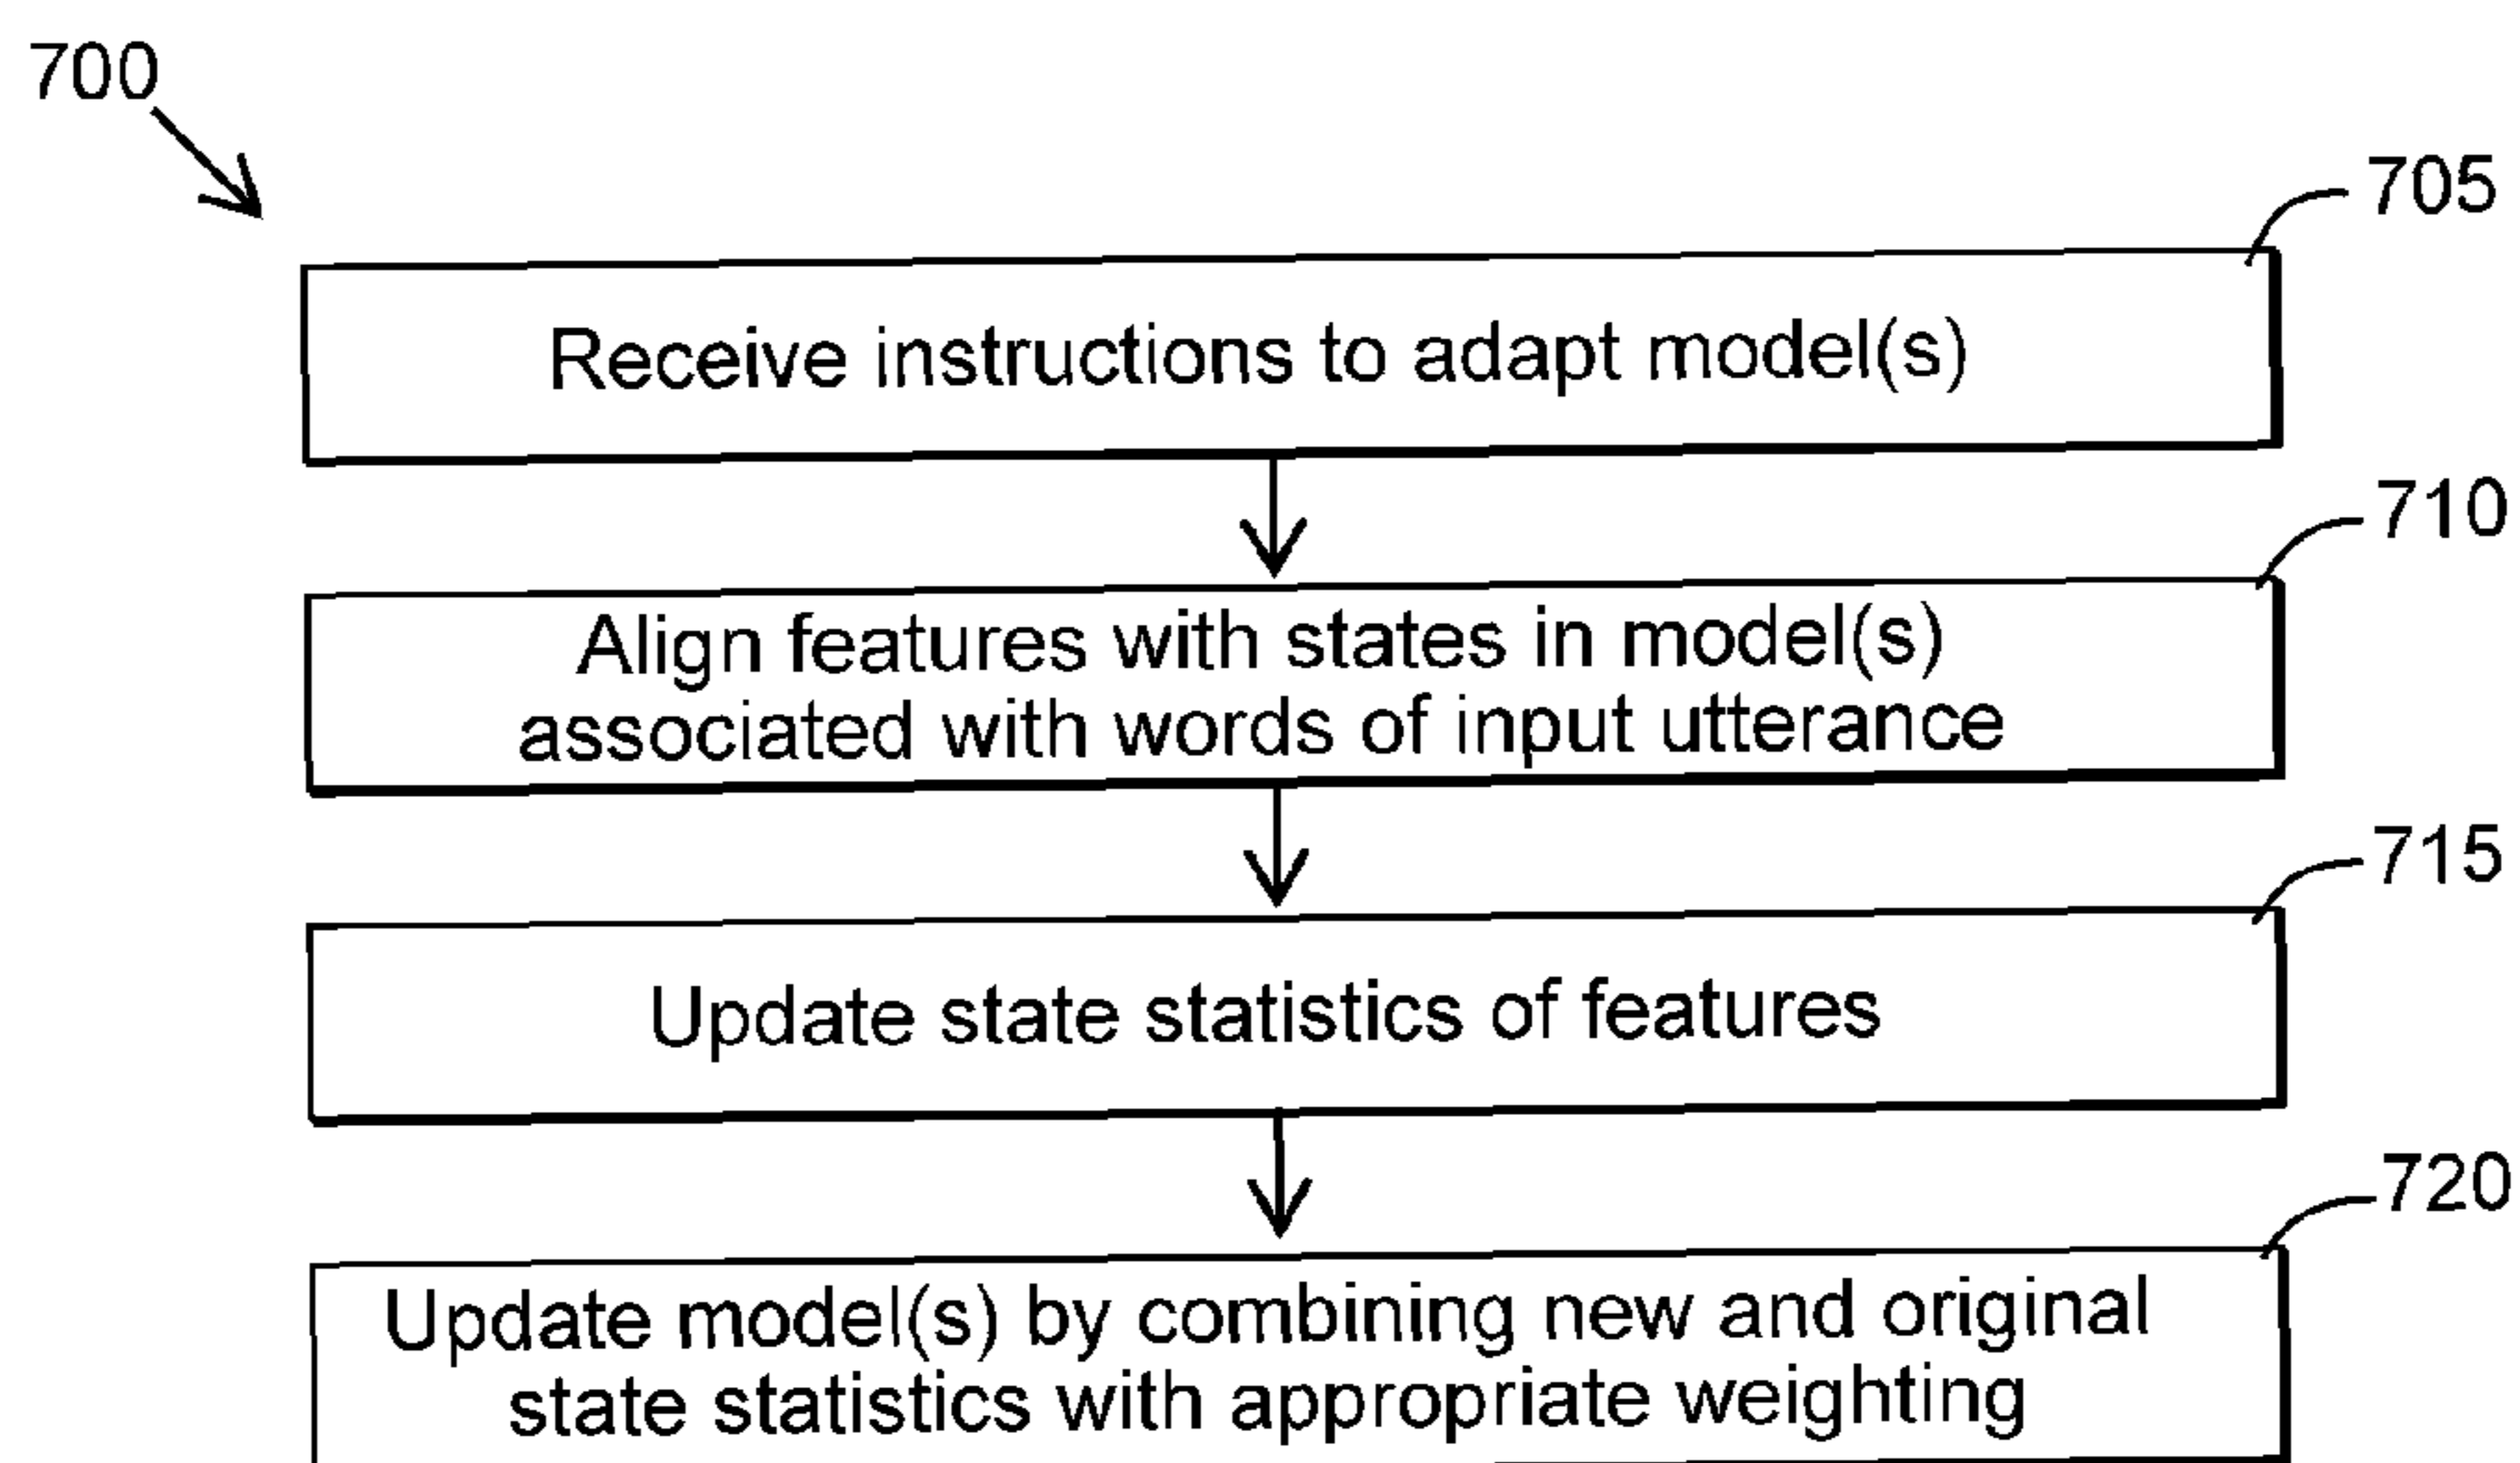 700
705
Receive instructions to adapt model(s)
710
Align features with states in model(s)
associated with words of input utterance
715
Update state statistics of features
720
Update model(s) by combining new and original
state statistics with appropriate weighting